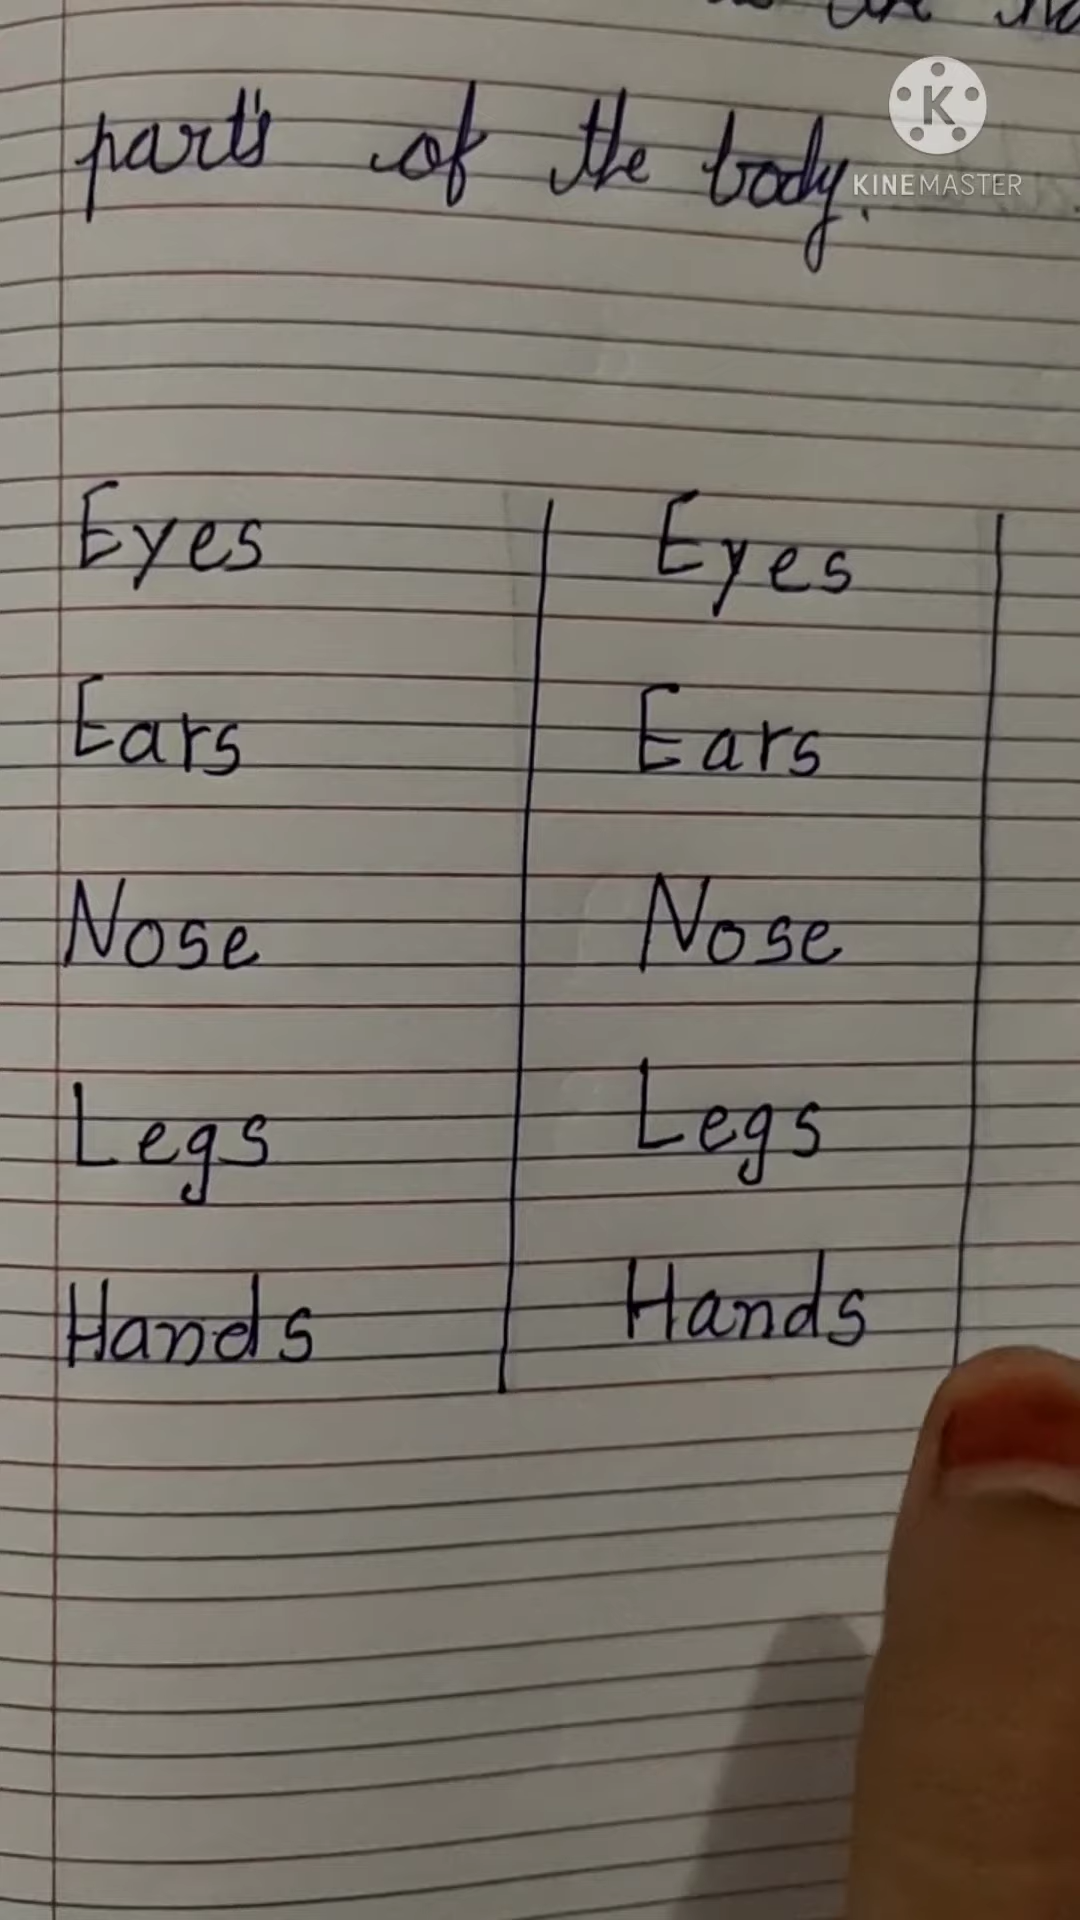 parts of the body.
KINEMASTER
Eyes Eyes
Ears Ears
Nose Nose
Legs Legs
Hands Hands